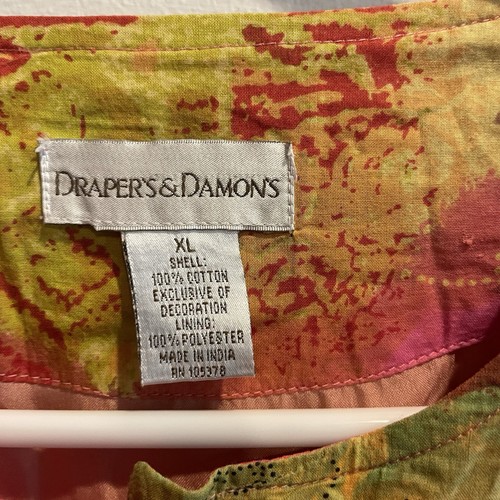 DRAPER'S & DAMON'S
XL
SHELL:
100% COTTON
EXCLUSIVE OF
DECORATION
LINING:
100% POLYESTER
MADE IN INDIA
RN 105378